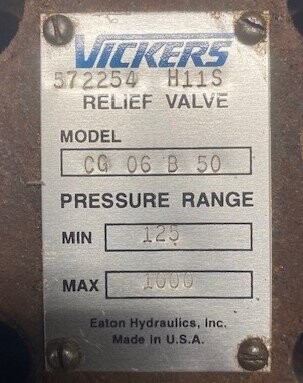 VICKERS
572254 H11S
RELIEF VALVE
MODEL
CG 06 B 50
PRESSURE RANGE
MIN 125
MAX 1000
Eaton Hydraulics, Inc.
Made in U.S.A.